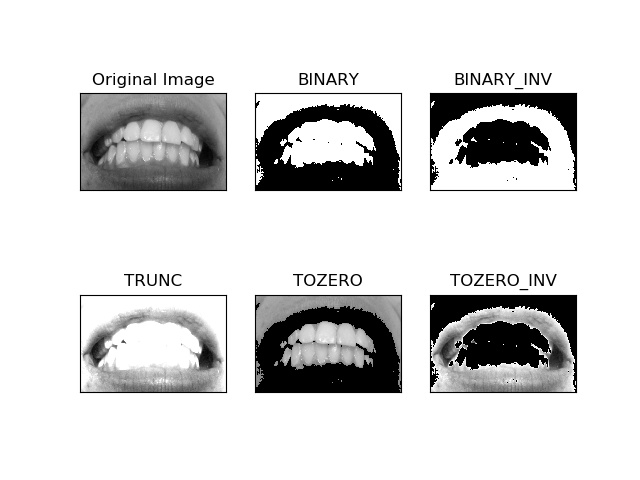 Original Image
BINARY
BINARY_INV
TRUNC
TOZERO
TOZERO_INV